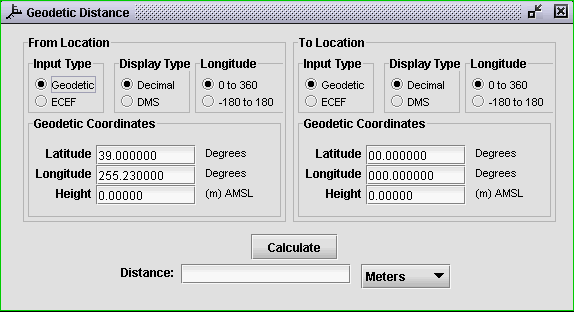 Geodetic Distance
From Location
Input Type Display Type Longitude
Geodetic Decimal 0 to 360
ECEF DMS -180 to 180
Geodetic Coordinates
Latitude 39.000000 Degrees
Longitude 255.230000 Degrees
Height 0.00000 (m) AMSL
To Location
Input Type Display Type Longitude
Geodetic Decimal 0 to 360
ECEF DMS -180 to 180
Geodetic Coordinates
Latitude 00.000000 Degrees
Longitude 000.000000 Degrees
Height 0.00000 (m) AMSL
Calculate
Distance: Meters